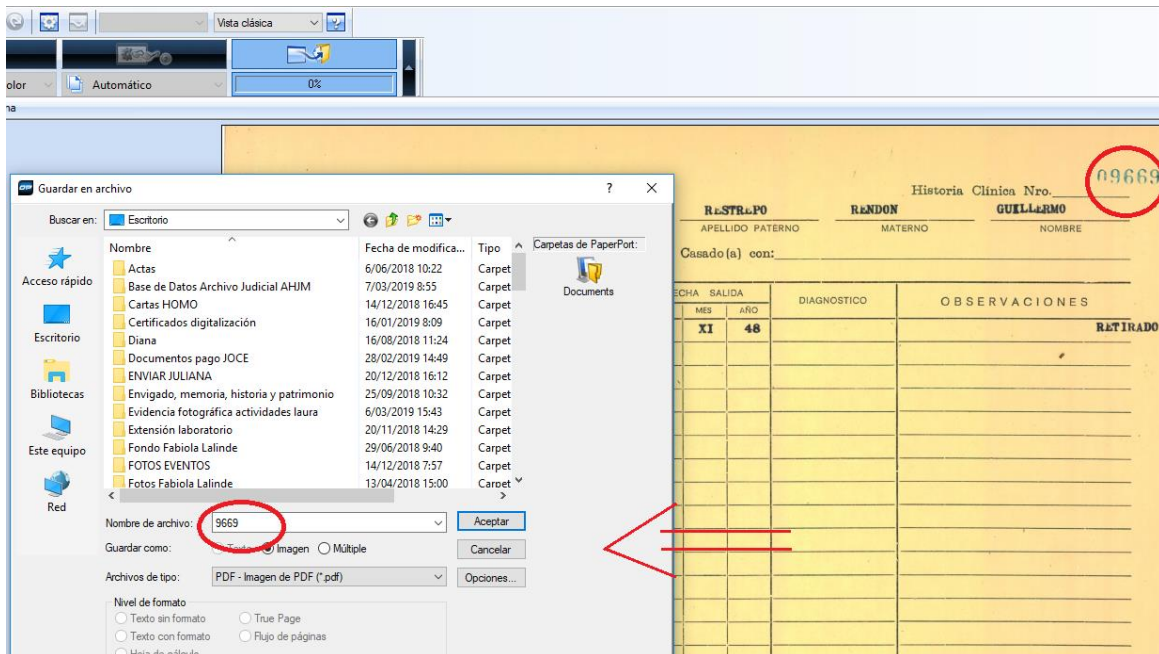 Vista clásica
olor
Automático
0%
na
Guardar en archivo
?
Buscar en:
Escritorio
Nombre
Fecha de modifica...
Tipo
Carpetas de PaperPort:
Documents
Acceso rápido
Escritorio
Bibliotecas
Este equipo
Red
Actas 6/06/2018 10:22 Carpet
Base de Datos Archivo Judicial AHJM 7/03/2019 8:55 Carpet
Cartas HOMO 14/12/2018 16:45 Carpet
Certificados digitalización 16/01/2019 8:09 Carpet
Diana 16/08/2018 11:24 Carpet
Documentos pago JOCE 28/02/2019 14:49 Carpet
ENVIAR JULIANA 20/12/2018 16:12 Carpet
Envigado, memoria, historia y patrimonio 25/09/2018 10:32 Carpet
Evidencia fotográfica actividades laura 6/03/2019 15:43 Carpet
Extensión laboratorio 20/11/2018 14:29 Carpet
Fondo Fabiola Lalinde 29/06/2018 9:40 Carpet
FOTOS EVENTOS 14/12/2018 7:57 Carpet
Fotos Fabiola Lalinde 13/04/2018 15:00 Carpet
Nombre de archivo: 9669 Aceptar
Guardar como: Texto Imagen Múltiple Cancelar
Archivos de tipo: PDF - Imagen de PDF (*.pdf) Opciones...
Nivel de formato
Texto sin formato True Page
Texto con formato Flujo de páginas
Hoja de cálculo
Historia Clínica Nro. 09669
RESTREPO RENDON GUILLERMO
APELLIDO PATERNO MATERNO NOMBRE
Casado(a) con:
ECHA SALIDA DIAGNOSTICO OBSERVACIONES
MES AÑO
XI 48 RETIRADO